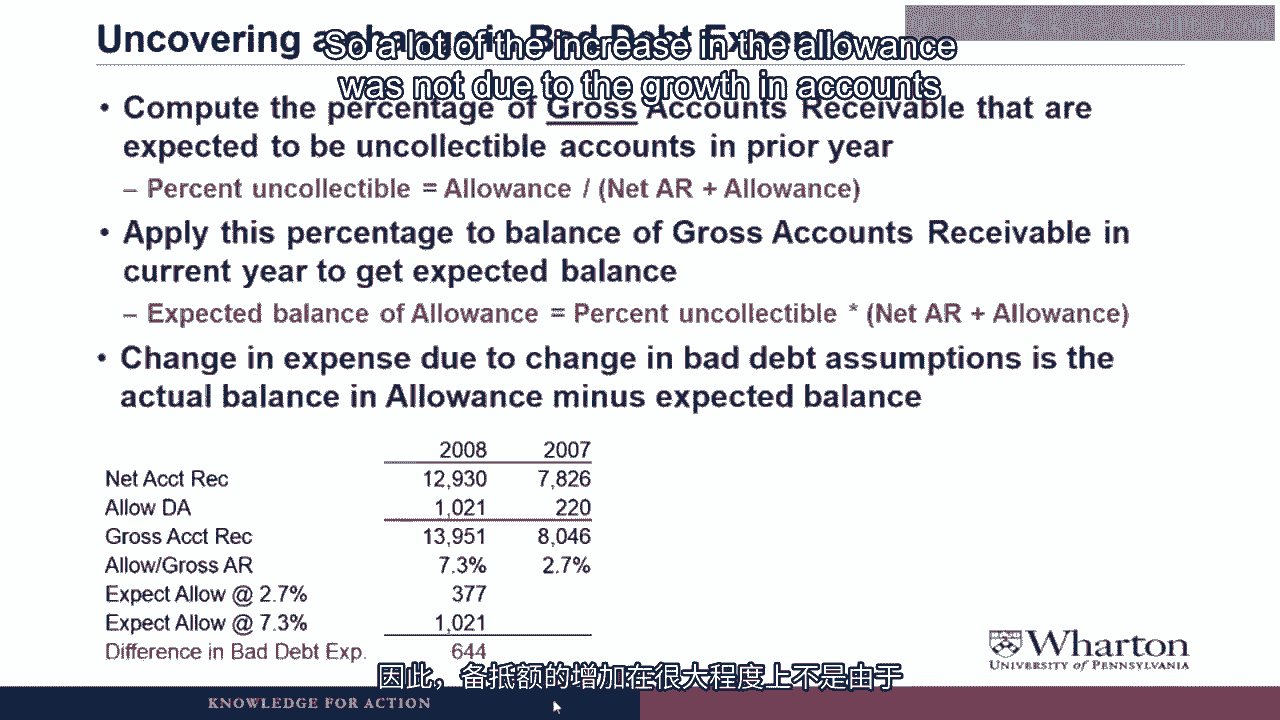 Uncovering a change in Bad Debt Expense
So a lot of the increase in the allowance
was not due to the growth in accounts
• Compute the percentage of Gross Accounts Receivable that are
expected to be uncollectible accounts in prior year
– Percent uncollectible = Allowance / (Net AR + Allowance)
• Apply this percentage to balance of Gross Accounts Receivable in
current year to get expected balance
– Expected balance of Allowance = Percent uncollectible * (Net AR + Allowance)
• Change in expense due to change in bad debt assumptions is the
actual balance in Allowance minus expected balance
2008 2007
Net Acct Rec 12,930 7,826
Allow DA 1,021 220
Gross Acct Rec 13,951 8,046
Allow/Gross AR 7.3% 2.7%
Expect Allow @ 2.7% 377
Expect Allow @ 7.3% 1,021
Difference in Bad Debt Exp. 644
Wharton
UNIVERSITY of PENNSYLVANIA
因此，备抵额的增加在很大程度上不是由于
KNOWLEDGE FOR ACTION